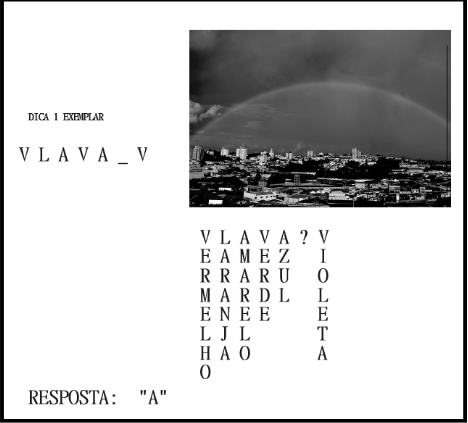 DICA 1 EXEMPLAR
V L A V A _ V
V L A V A ? V
E A M E Z I
R R A R U O
M A R D L L
E N E E E
L J L T
H A O A
O
RESPOSTA: "A"